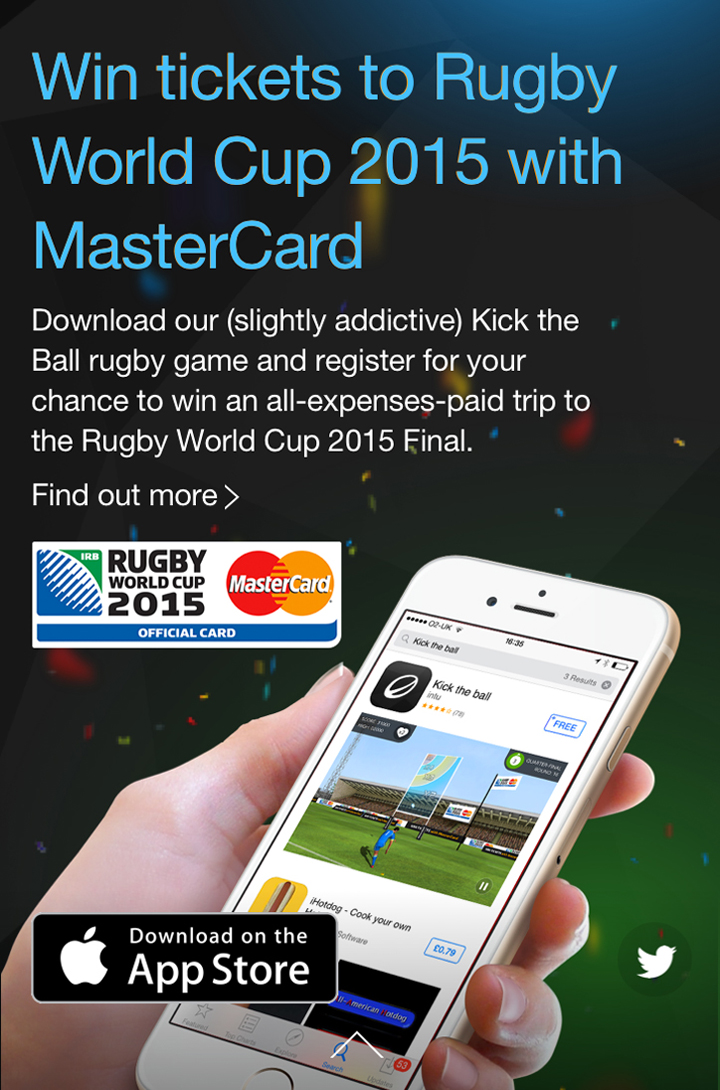 Win tickets to Rugby
World Cup 2015 with
MasterCard
Download our (slightly addictive) Kick the
Ball rugby game and register for your
chance to win an all-expenses-paid trip to
the Rugby World Cup 2015 Final.
Find out more
IRB
RUGBY
WORLD CUP
2015
MasterCard
OFFICIAL CARD
O2-UK
16:35
Kick the ball
3 Results
Kick the ball
intu
(78)
FREE
QUARTER-FINAL
MasterCard
iHotdog - Cook your own
Software
£0.79
Download on the
App Store
Featured
Top Charts
Explore
Search
Updates
53